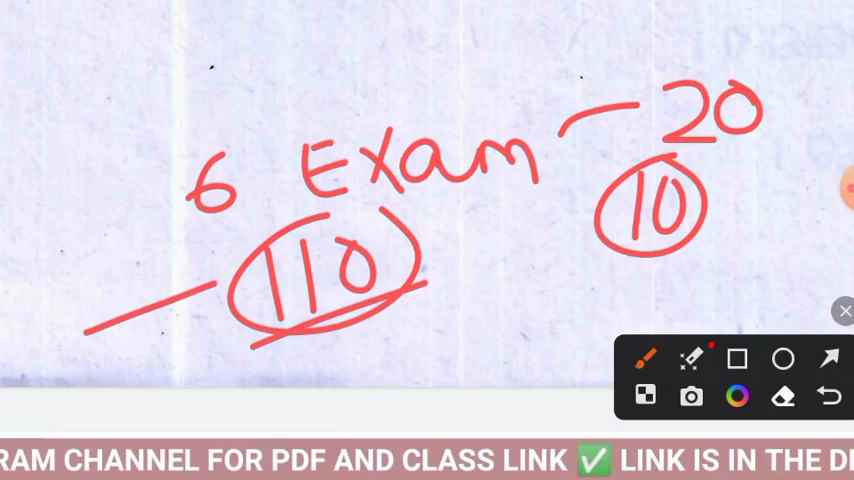 6 Exam - 20
10
110
RAM CHANNEL FOR PDF AND CLASS LINK ✅ LINK IS IN THE DE